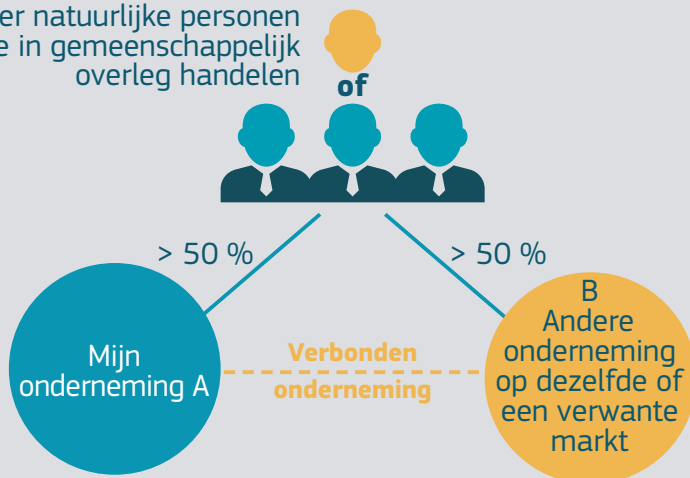 er natuurlijke personen
e in gemeenschappelijk
overleg handelen
of
> 50 %
> 50 %
Mijn
onderneming A
Verbonden
onderneming
B
Andere
onderneming
op dezelfde of
een verwante
markt